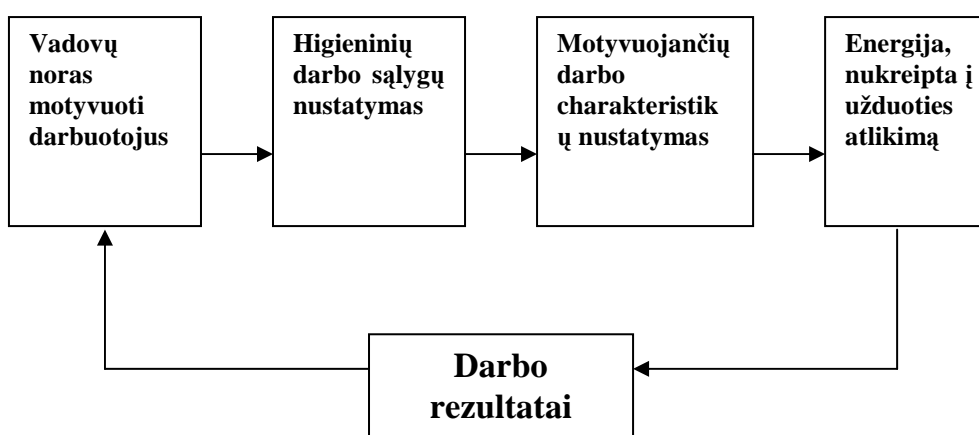 Vadovų
noras
motyvuoti
darbuotojus
Higieninių
darbo sąlygų
nustatymas
Motyvuojančių
darbo
charakteristik
ų nustatymas
Energija,
nukreipta į
užduoties
atlikimą
Darbo
rezultatai